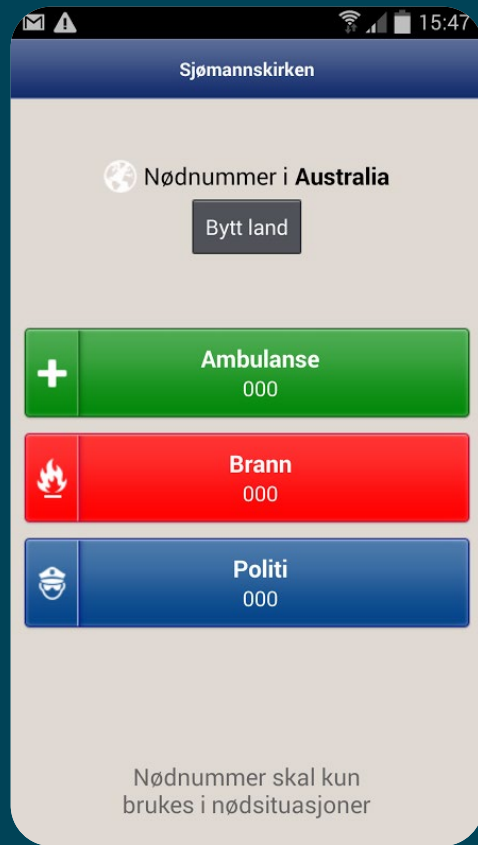 15:47
Sjømannskirken
Nødnummer i Australia
Bytt land
Ambulanse
000
Brann
000
Politi
000
Nødnummer skal kun
brukes i nødsituasjoner